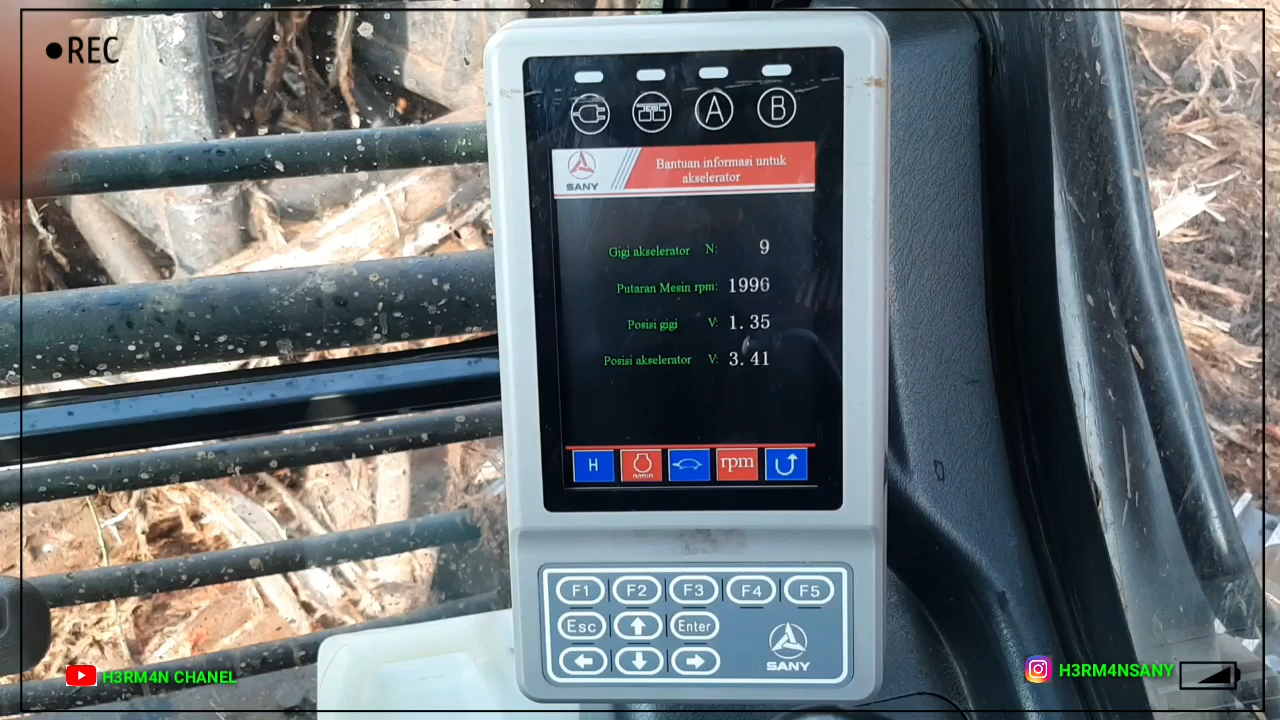 ●REC
A
B
SANY
Bantuan informasi untuk
akselerator
Gigi akselerator N: 9
Putaran Mesin rpm: 1996
Posisi gigi V: 1.35
Posisi akselerator V: 3.41
H
n/min
rpm
F1 F2 F3 F4 F5
Esc Enter
SANY
H3RM4N CHANEL
H3RM4NSANY